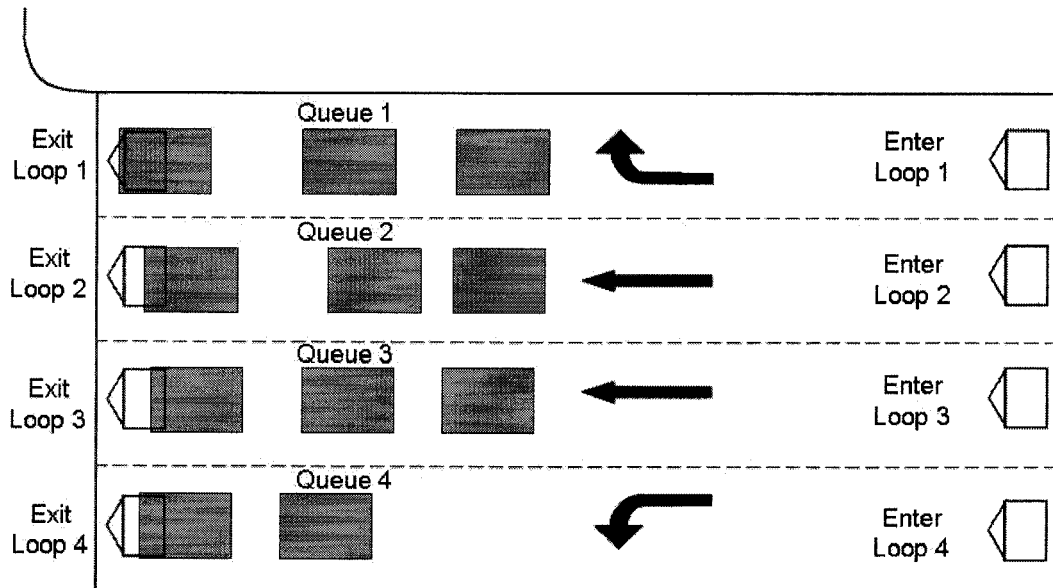 Queue 1
Exit
Loop 1
Enter
Loop 1
Queue 2
Exit
Loop 2
Enter
Loop 2
Queue 3
Exit
Loop 3
Enter
Loop 3
Queue 4
Exit
Loop 4
Enter
Loop 4